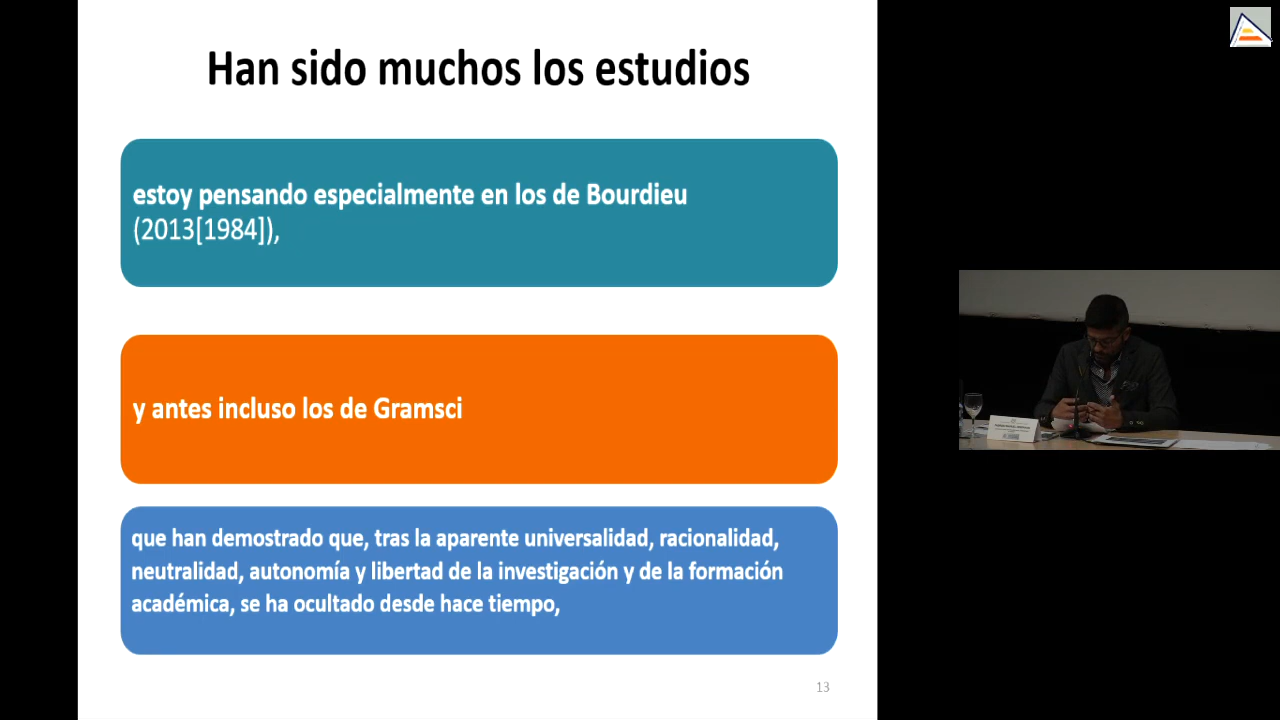 Han sido muchos los estudios
estoy pensando especialmente en los de Bourdieu
(2013[1984]),
y antes incluso los de Gramsci
que han demostrado que, tras la aparente universalidad, racionalidad,
neutralidad, autonomía y libertad de la investigación y de la formación
académica, se ha ocultado desde hace tiempo,
13